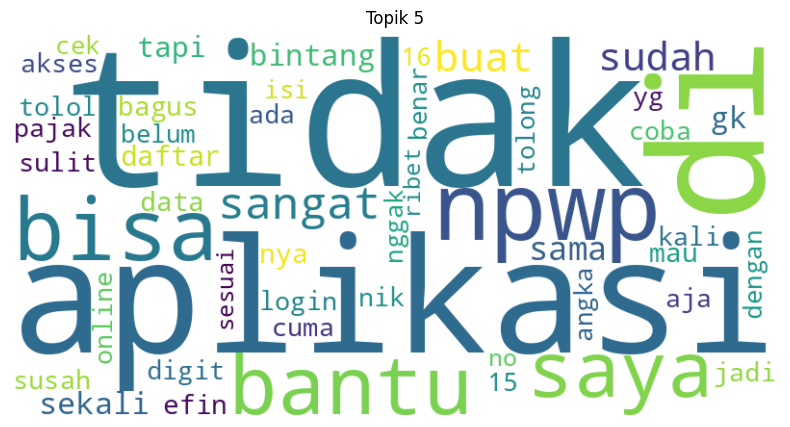 Topik 5
cek
tapi
bintang
16
buat
sudah
akses
tidak
di
isi
yg
tolol
bagus
ada
benar
tolong
coba
gk
pajak
belum
sulit
daftar
ribet
data
sangat
nggak
npwp
bisa
sama
kali
nya
mau
dengan
aplikasi
online
sesuai
login
nik
angka
aja
cuma
susah
digit
bantu
no
15
saya
jadi
sekali
efin